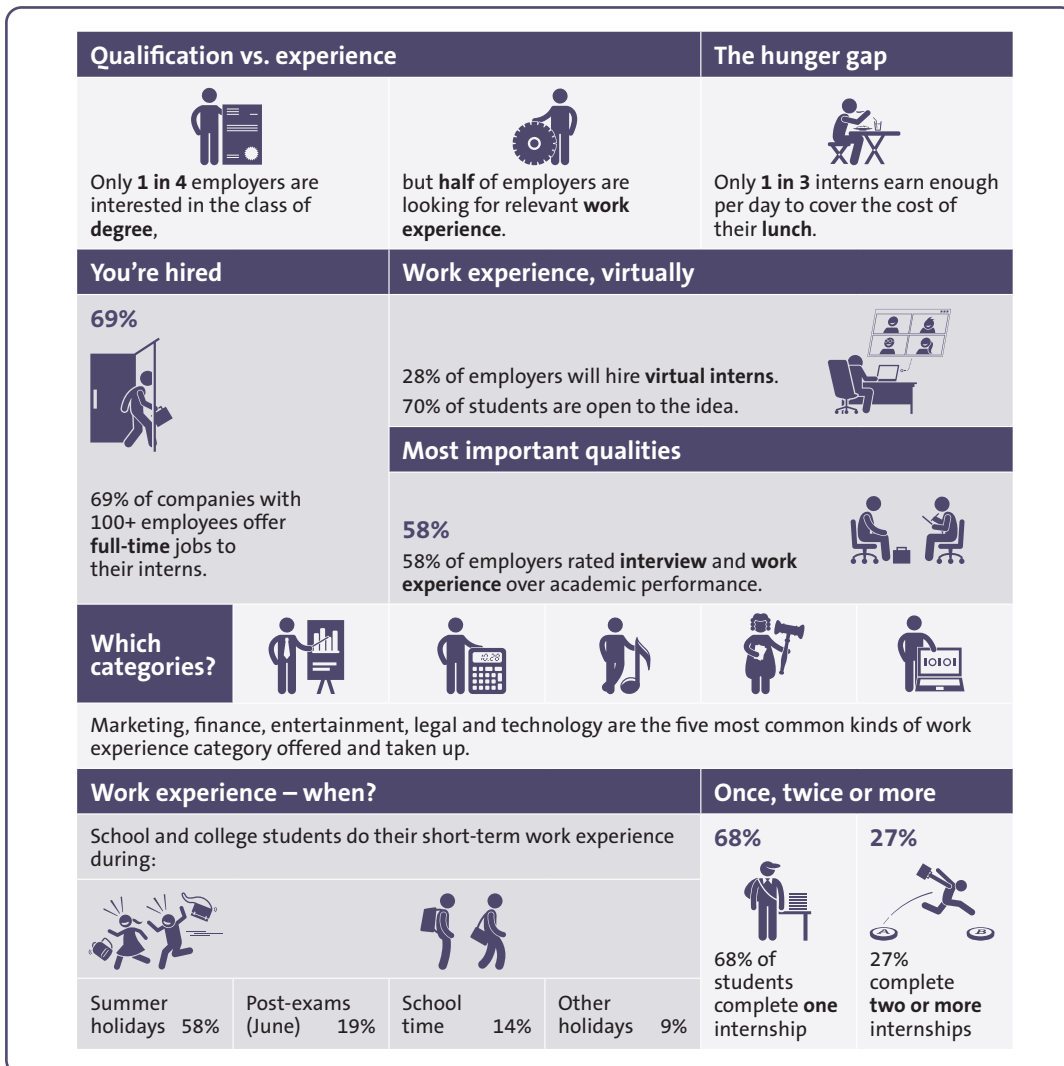 Qualification vs. experience
Only 1 in 4 employers are
interested in the class of
degree,
but half of employers are
looking for relevant work
experience.
The hunger gap
Only 1 in 3 interns earn enough
per day to cover the cost of
their lunch.
You’re hired
69%
69% of companies with
100+ employees offer
full-time jobs to
their interns.
Work experience, virtually
28% of employers will hire virtual interns.
70% of students are open to the idea.
Most important qualities
58%
58% of employers rated interview and work
experience over academic performance.
Which
categories?
10.28
10101
Marketing, finance, entertainment, legal and technology are the five most common kinds of work
experience category offered and taken up.
Work experience – when?
School and college students do their short-term work experience
during:
Summer
holidays 58%
Post-exams
(June) 19%
School
time 14%
Other
holidays 9%
Once, twice or more
68%
68% of
students
complete one
internship
27%
A B
27%
complete
two or more
internships